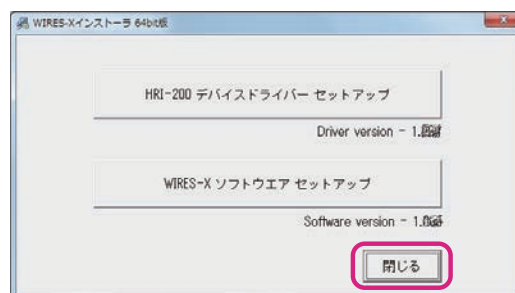 WIRES-Xインストーラ 64bit版
HRI-200 デバイスドライバー セットアップ
Driver version - 1.
WIRES-X ソフトウエア セットアップ
Software version - 1.
閉じる